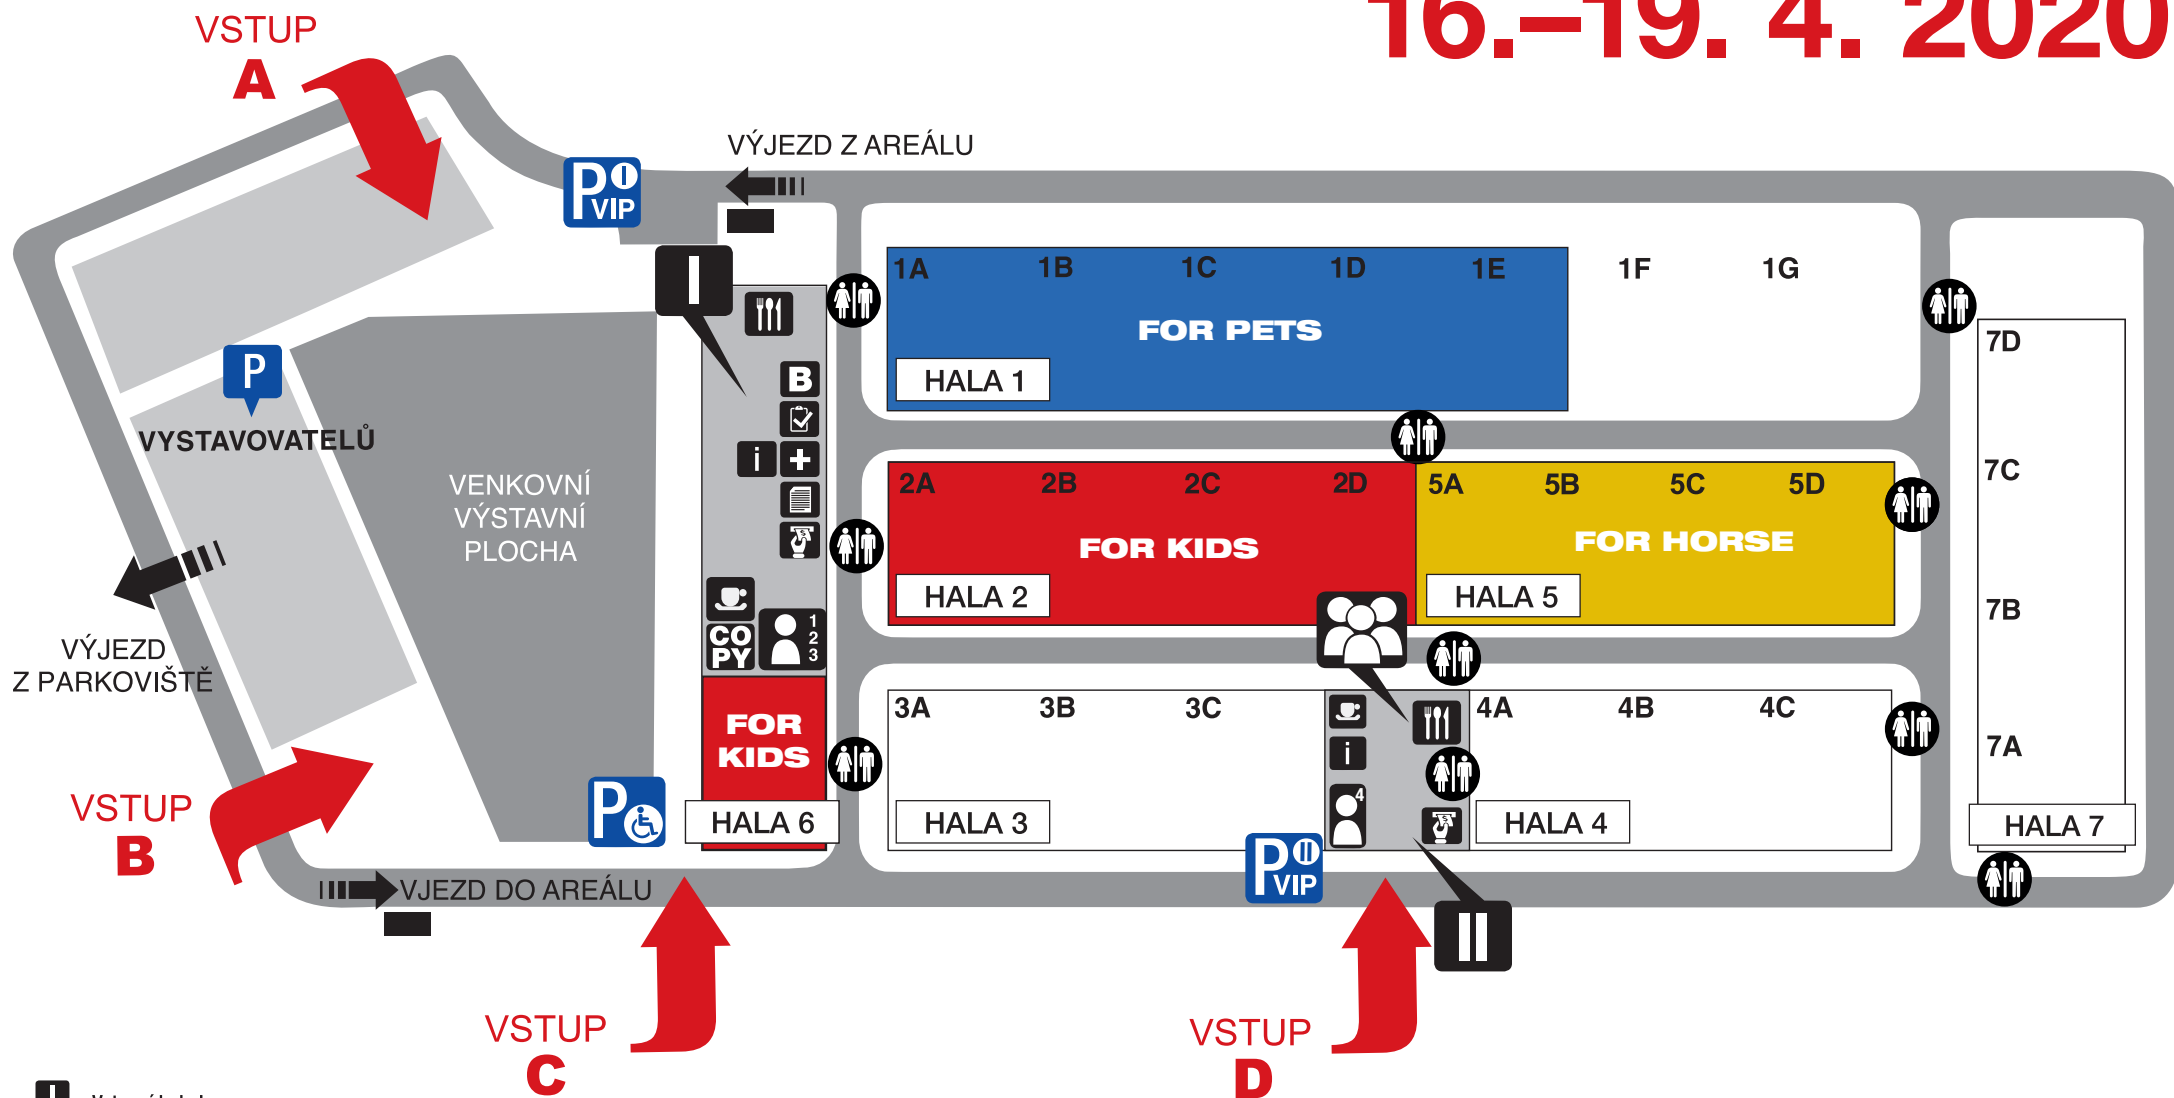 16.–19. 4. 2020
VSTUP
A
VÝJEZD Z AREÁLU
P I
VIP
I
1A 1B 1C 1D 1E 1F 1G
FOR PETS
HALA 1
7D
7C
7B
7A
HALA 7
P
VYSTAVOVATELŮ
VENKOVNÍ
VÝSTAVNÍ
PLOCHA
B
i
CO
PY
1
2
3
2A 2B 2C 2D
FOR KIDS
HALA 2
5A 5B 5C 5D
FOR HORSE
HALA 5
VÝJEZD
Z PARKOVIŠTĚ
FOR
KIDS
HALA 6
3A 3B 3C
HALA 3
i
4
4A 4B 4C
HALA 4
P
P II
VIP
VSTUP
B
VJEZD DO AREÁLU
II
VSTUP
C
VSTUP
D
I